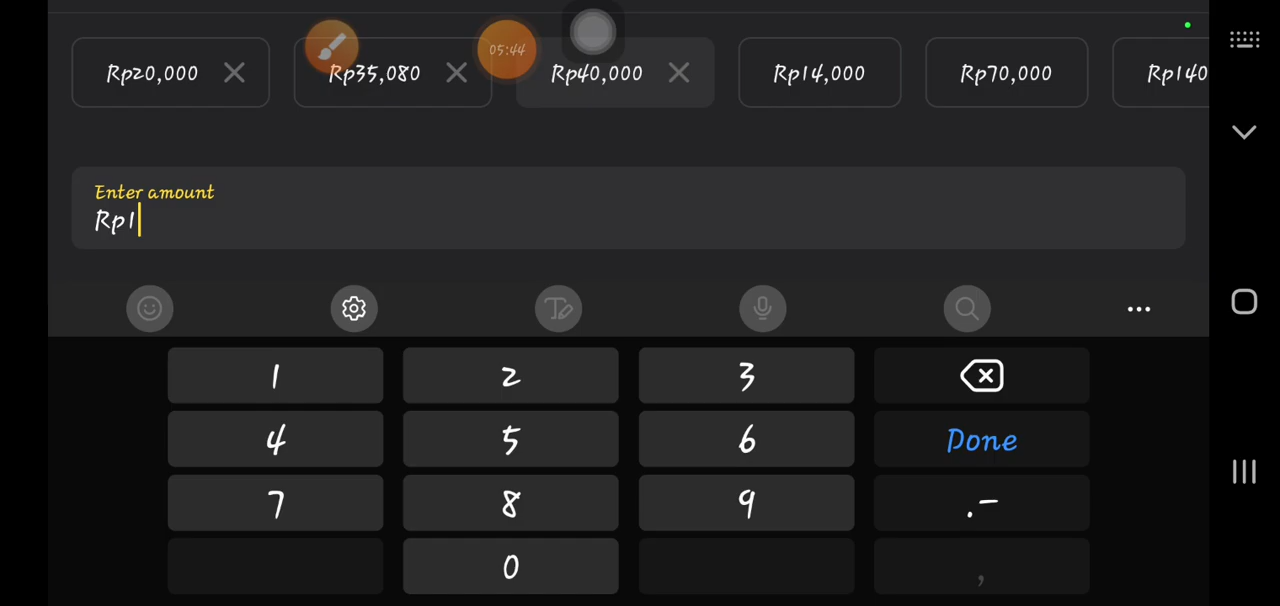 Rp20,000 Rp35,080 05:44 Rp40,000 Rp14,000 Rp70,000 Rp140
Enter amount
Rp1
1 2 3
4 5 6 Done
7 8 9 .-
0 ,